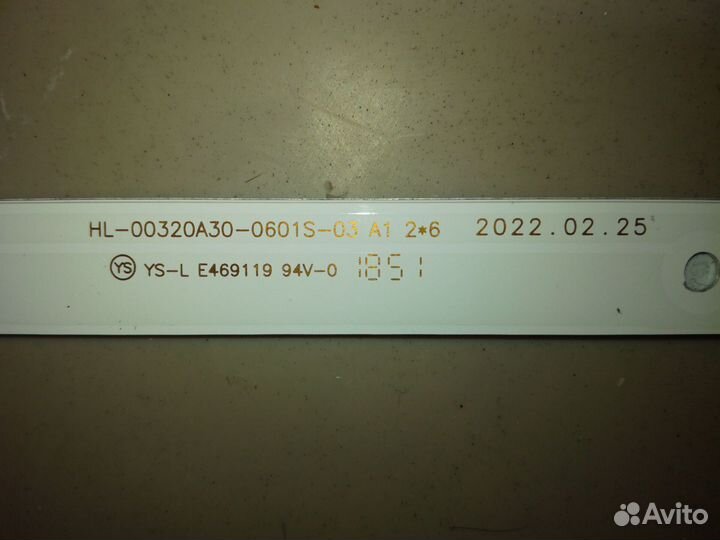 HL-00320A30-0601S-03 A1 2*6 2022.02.25
YS YS-L E469119 94V-0 1851
Avito